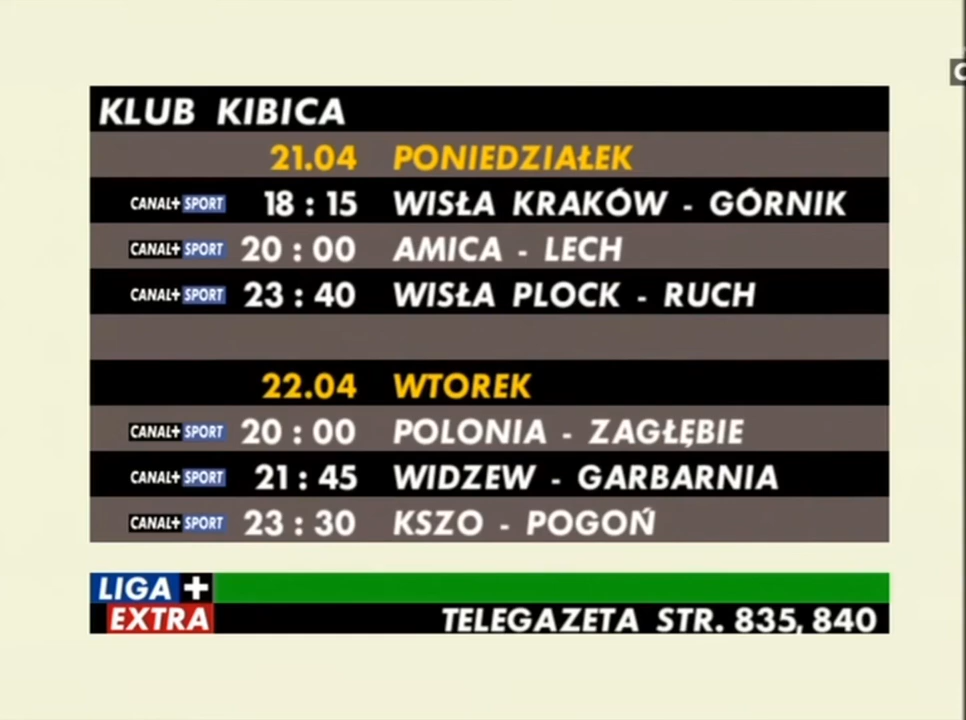 KLUB KIBICA
21.04 PONIEDZIAŁEK
CANAL+ SPORT 18 : 15 WISŁA KRAKÓW - GÓRNIK
CANAL+ SPORT 20 : 00 AMICA - LECH
CANAL+ SPORT 23 : 40 WISŁA PLOCK - RUCH
22.04 WTOREK
CANAL+ SPORT 20 : 00 POLONIA - ZAGŁĘBIE
CANAL+ SPORT 21 : 45 WIDZEW - GARBARNIA
CANAL+ SPORT 23 : 30 KSZO - POGOŃ
LIGA +
EXTRA TELEGAZETA STR. 835, 840